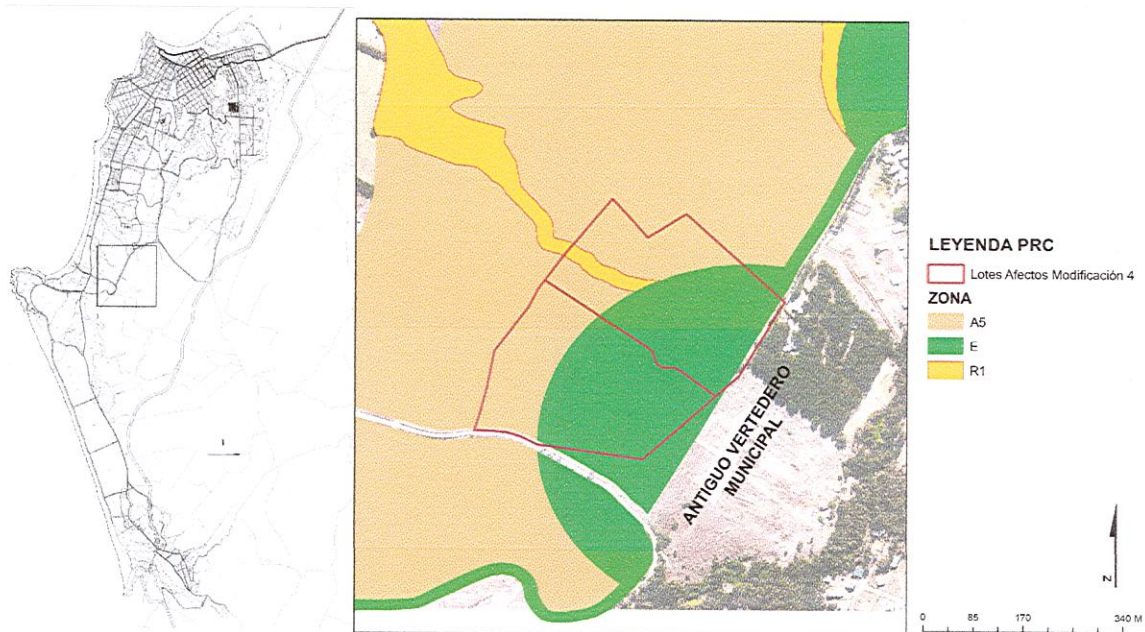 ANTIGUO VERTEDERO
MUNICIPAL
LEYENDA PRC
Lotes Afectos Modificación 4
ZONA
A5
E
R1
N
0 85 170 340 M